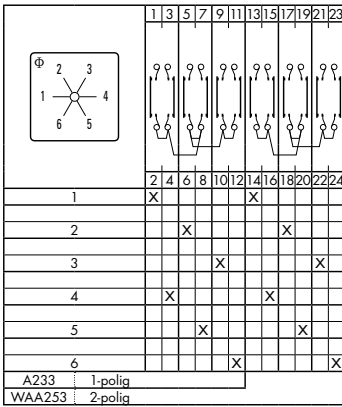 1 3 5 7 9 11 13 15 17 19 21 23
Φ
2 3
1 4
6 5
2 4 6 8 10 12 14 16 18 20 22 24
1 X X
2 X X
3 X X
4 X X
5 X X
6 X X
A233 1-polig
WAA253 2-polig